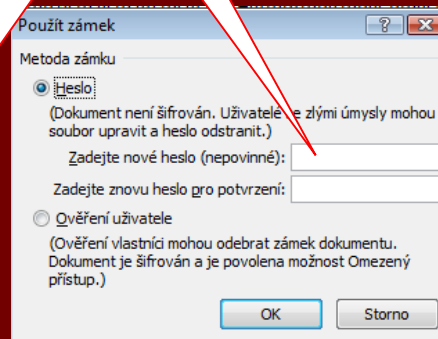 Použít zámek
Metoda zámku
Heslo
(Dokument není šifrován. Uživatelé se zlými úmysly mohou
soubor upravit a heslo odstranit.)
Zadejte nové heslo (nepovinné):
Zadejte znovu heslo pro potvrzení:
Ověření uživatele
(Ověření vlastníci mohou odebrat zámek dokumentu.
Dokument je šifrován a je povolena možnost Omezený
přístup.)
OK
Storno